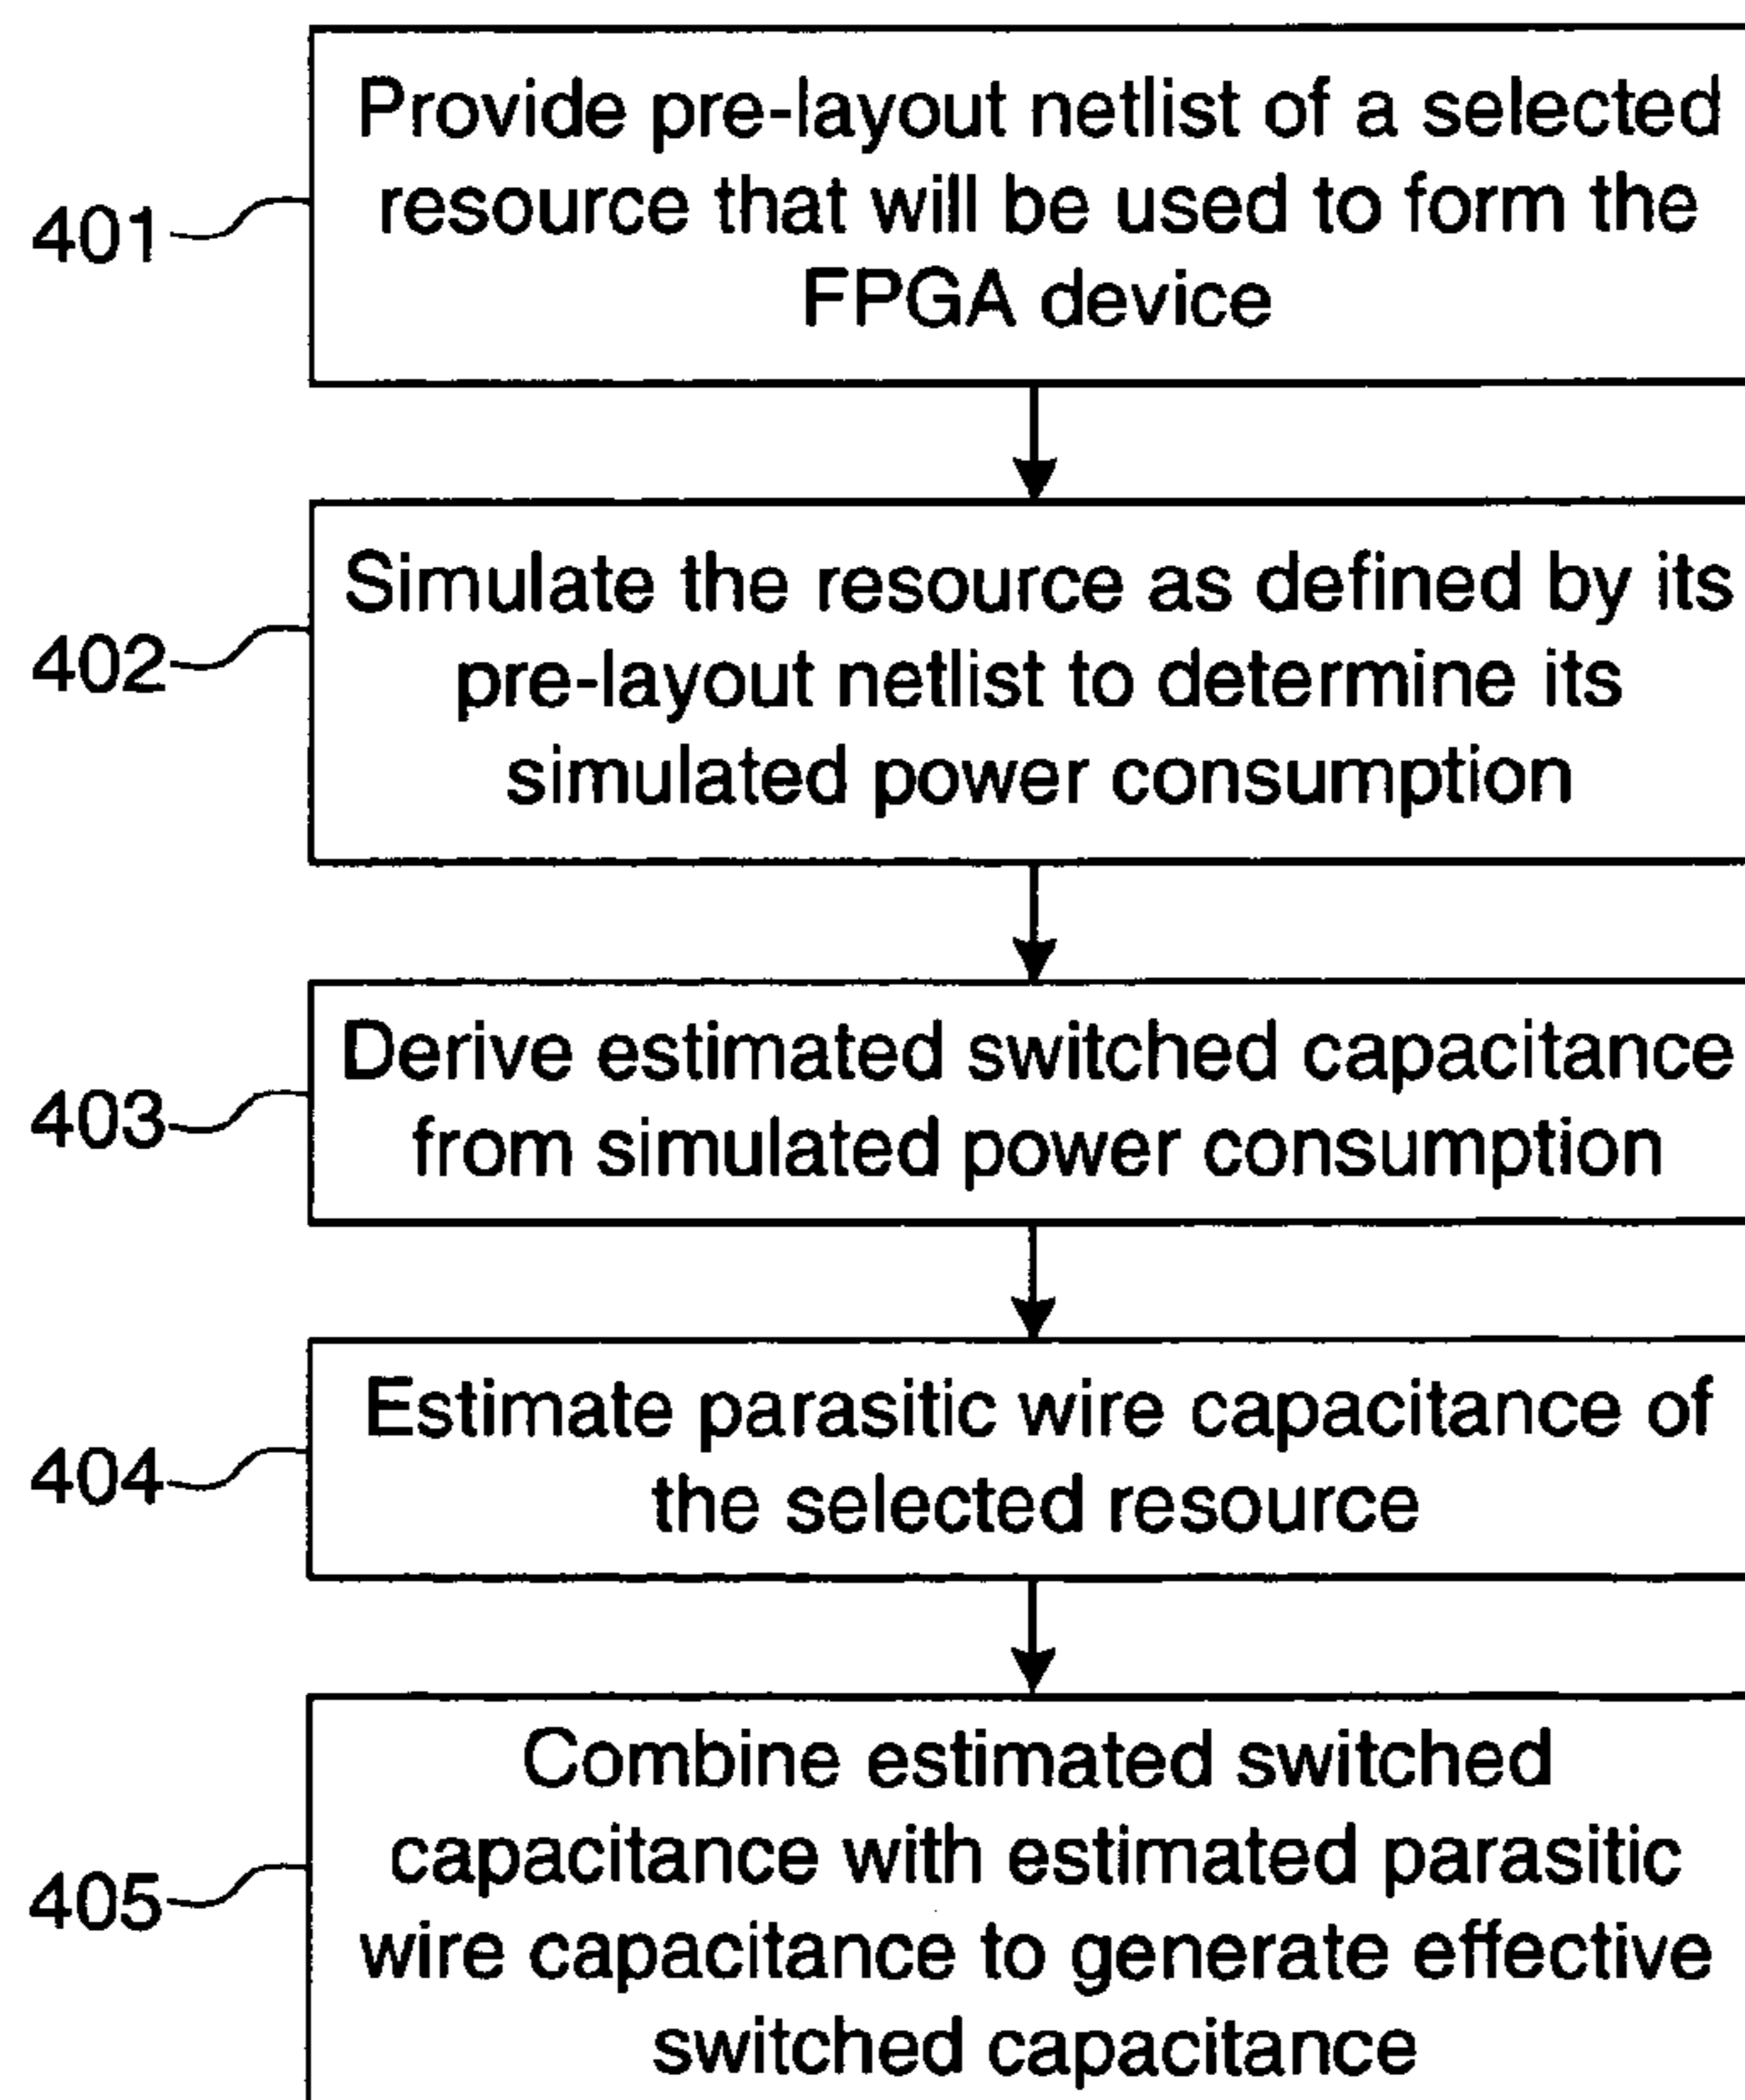 Provide pre-layout netlist of a selected
resource that will be used to form the
FPGA device
401
Simulate the resource as defined by its
pre-layout netlist to determine its
simulated power consumption
402
Derive estimated switched capacitance
from simulated power consumption
403
Estimate parasitic wire capacitance of
the selected resource
404
Combine estimated switched
capacitance with estimated parasitic
wire capacitance to generate effective
switched capacitance
405